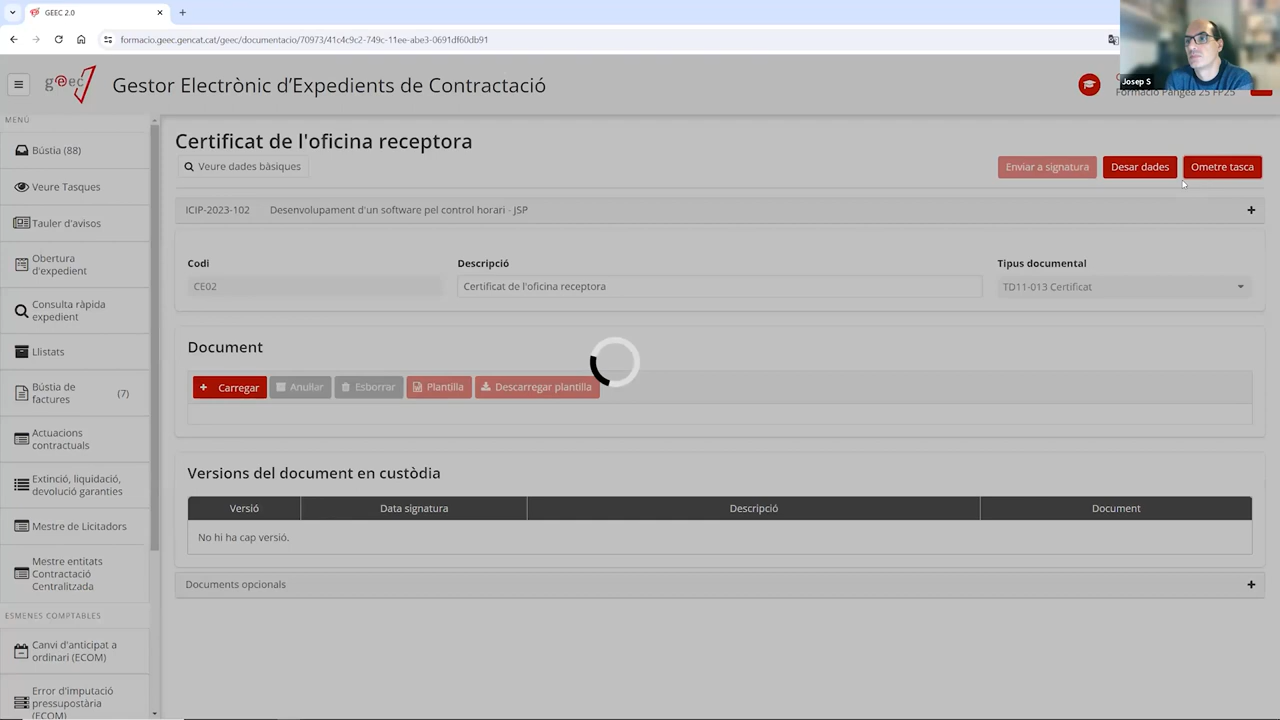 GEEC 2.0
formacio.geec.gencat.cat/geec/documentacio/70973/41c4c9c2-749c-11ee-abe3-0691df60db91
geec
Gestor Electrònic d'Expedients de Contractació
Josep S
Formació Pangea 25 FP25
MENÚ
Bústia (88)
Veure Tasques
Tauler d'avisos
Obertura
d'expedient
Consulta ràpida
expedient
Llistats
Bústia de
factures
(7)
Actuacions
contractuals
Extinció, liquidació,
devolució garanties
Mestre de Licitadors
Mestre entitats
Contractació
Centralitzada
ESMENES COMPTABLES
Canvi d'anticipat a
ordinari (ECOM)
Error d'imputació
pressupostària
(ECOM)
Certificat de l'oficina receptora
Veure dades bàsiques
Enviar a signatura
Desar dades
Ometre tasca
ICIP-2023-102 Desenvolupament d'un software pel control horari - JSP
Codi Descripció Tipus documental
CE02 Certificat de l'oficina receptora TD11-013 Certificat
Document
Carregar Anullar Esborrar Plantilla Descarregar plantilla
Versions del document en custòdia
Versió Data signatura Descripció Document
No hi ha cap versió.
Documents opcionals